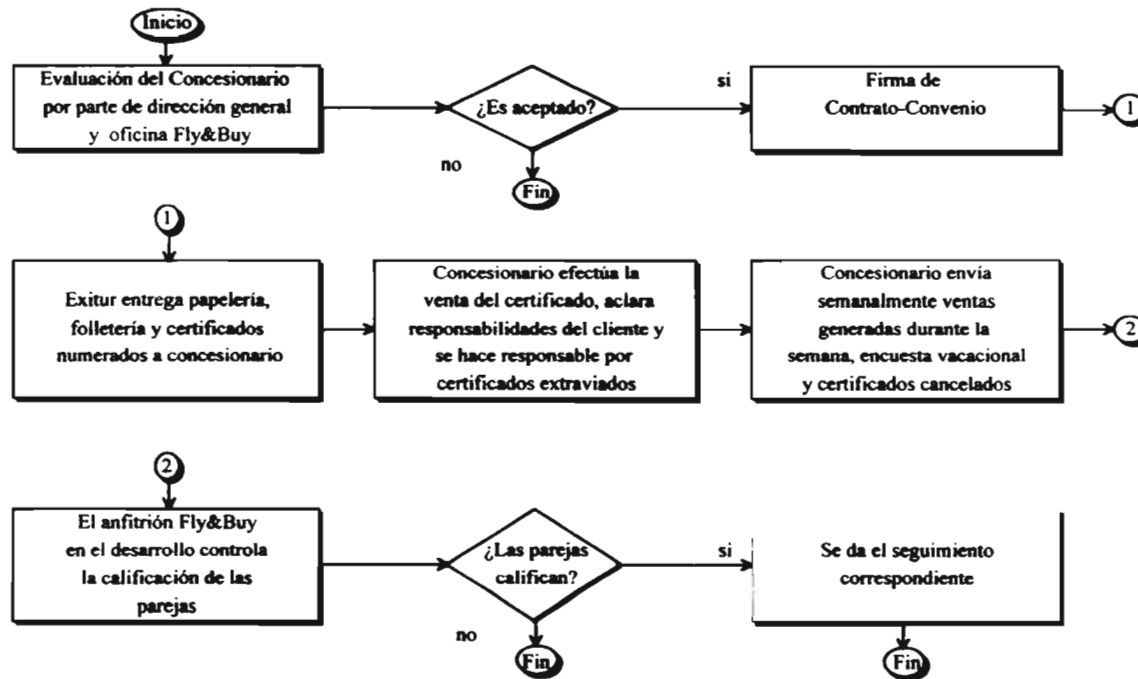 Inicio
Evaluación del Concesionario
por parte de dirección general
y oficina Fly&Buy
¿Es aceptado?
si
no
Fin
Firma de
Contrato-Convenio
1
1
Exitur entrega papelería,
folletería y certificados
numerados a concesionario
Concesionario efectúa la
venta del certificado, aclara
responsabilidades del cliente y
se hace responsable por
certificados extraviados
Concesionario envía
semanalmente ventas
generadas durante la
semana, encuesta vacacional
y certificados cancelados
2
2
El anfitrión Fly&Buy
en el desarrollo controla
la calificación de las
parejas
¿Las parejas
califican?
si
no
Fin
Se da el seguimiento
correspondiente
Fin